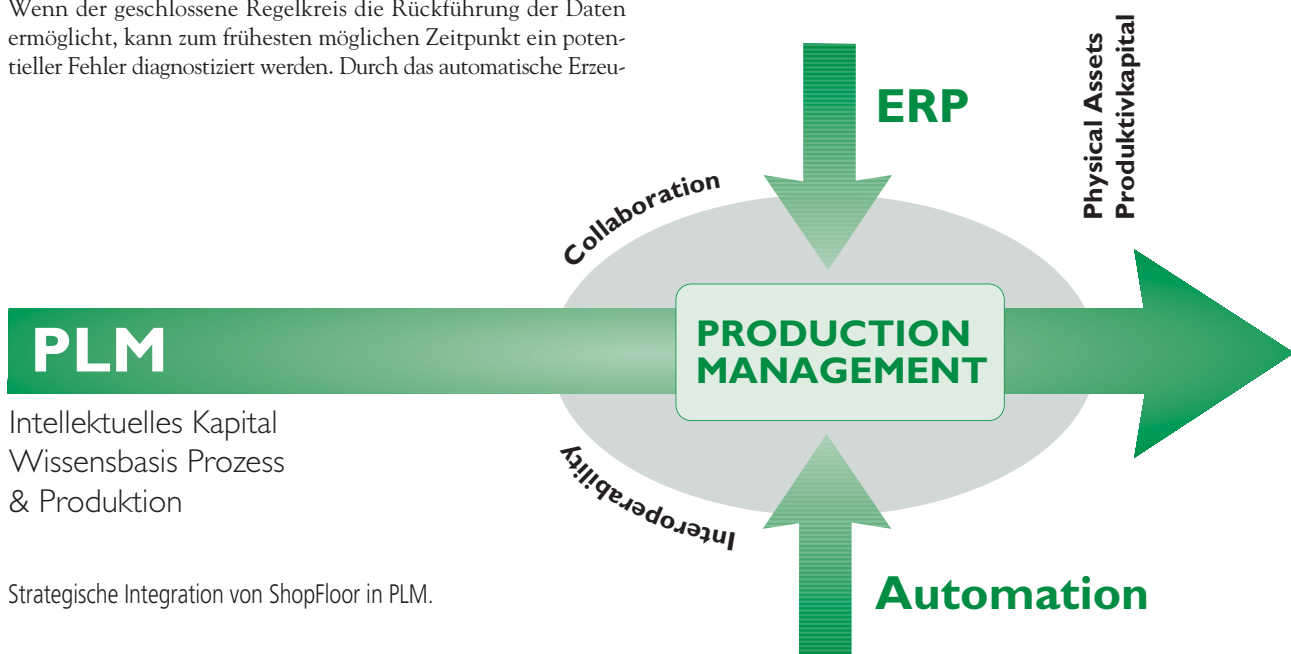 Wenn der geschlossene Regelkreis die Rückführung der Daten
ermöglicht, kann zum frühesten möglichen Zeitpunkt ein poten-
tieller Fehler diagnostiziert werden. Durch das automatische Erzeu-
ERP
Physical Assets
Produktivkapital
Collaboration
PLM
PRODUCTION
MANAGEMENT
Intellektuelles Kapital
Wissensbasis Prozess
& Produktion
Interoperability
Strategische Integration von ShopFloor in PLM.
Automation